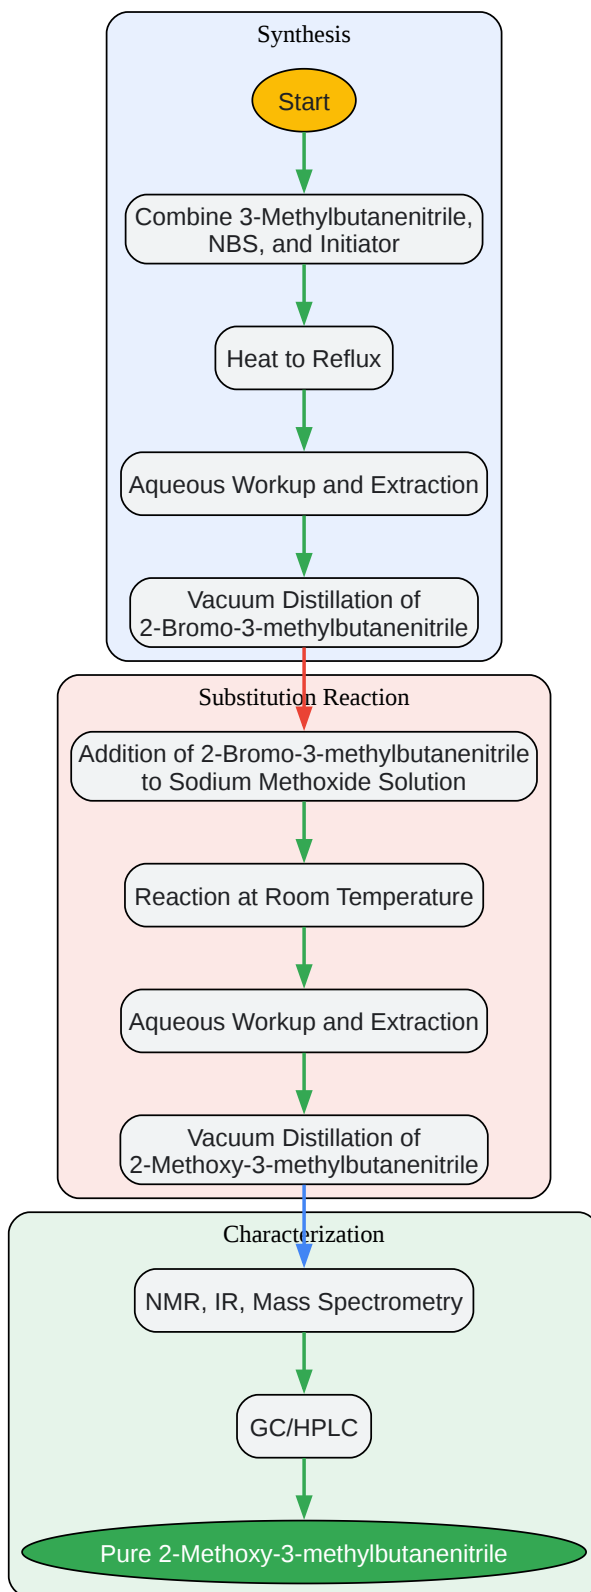 Synthesis
Start
Combine 3-Methylbutanenitrile,
NBS, and Initiator
Heat to Reflux
Aqueous Workup and Extraction
Vacuum Distillation of
2-Bromo-3-methylbutanenitrile
Substitution Reaction
Addition of 2-Bromo-3-methylbutanenitrile
to Sodium Methoxide Solution
Reaction at Room Temperature
Aqueous Workup and Extraction
Vacuum Distillation of
2-Methoxy-3-methylbutanenitrile
Characterization
NMR, IR, Mass Spectrometry
GC/HPLC
Pure 2-Methoxy-3-methylbutanenitrile